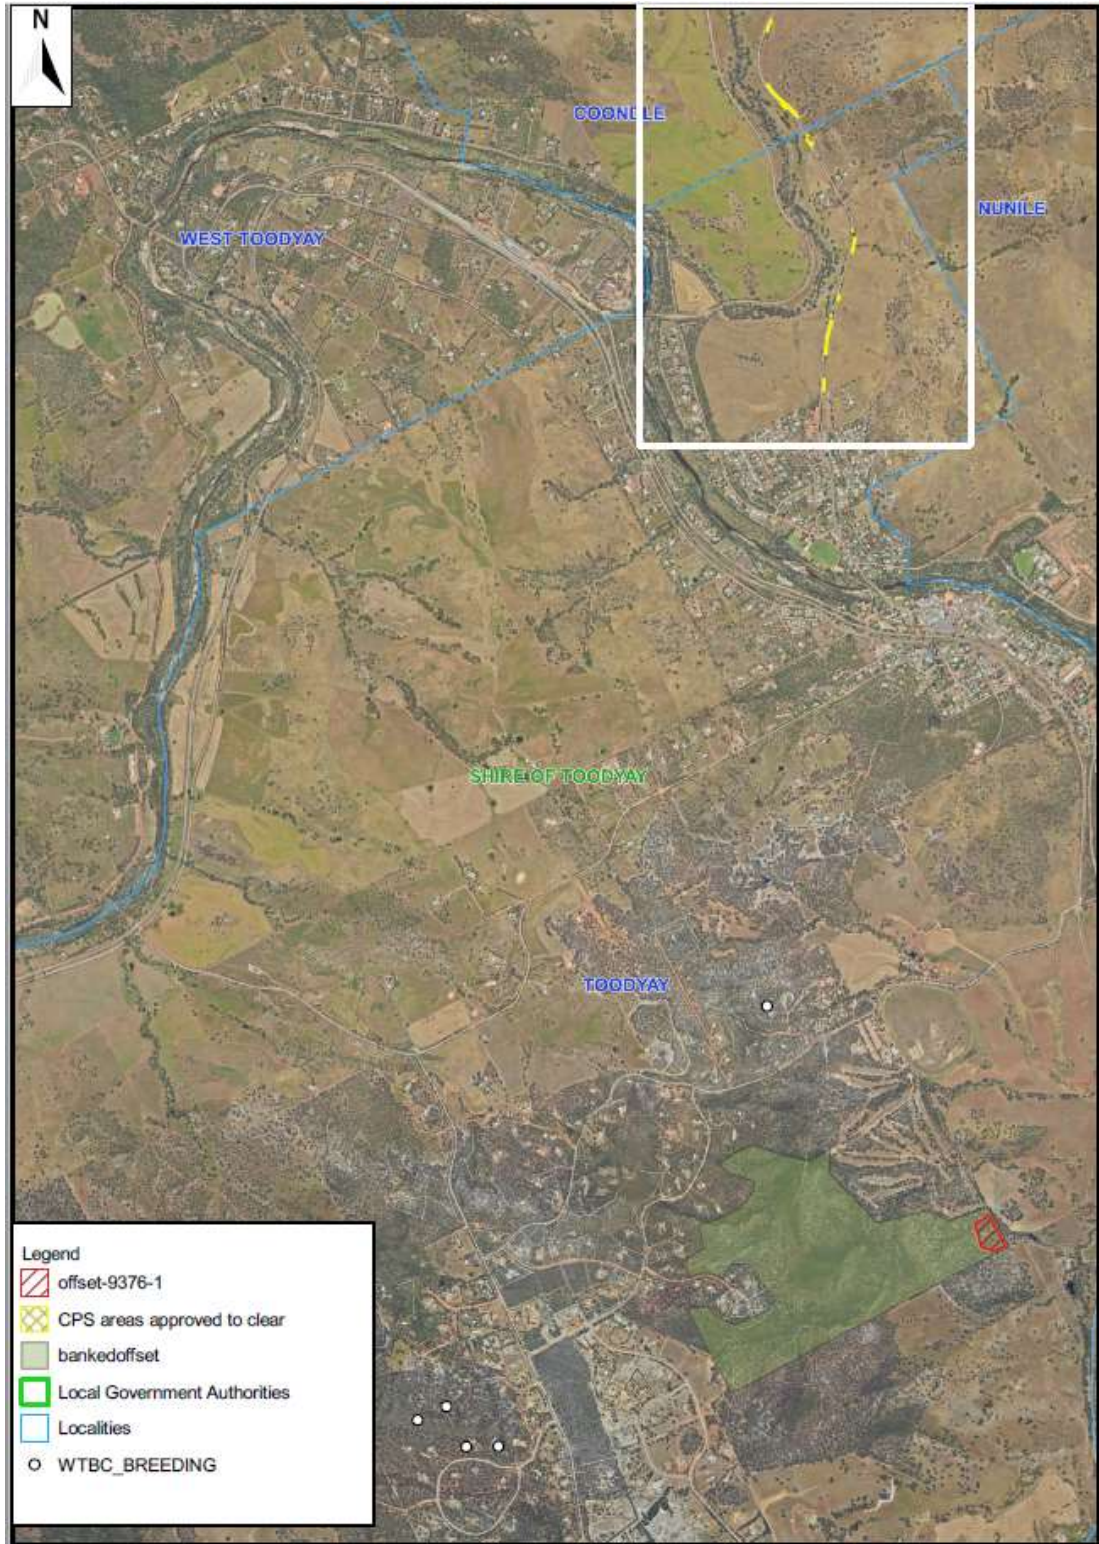 N
COONDLE
NUNILE
WEST TOODYAY
SHIRE OF TOODYAY
TOODYAY
Legend
offset-9376-1
CPS areas approved to clear
bankedoffset
Local Government Authorities
Localities
WTBC_BREEDING